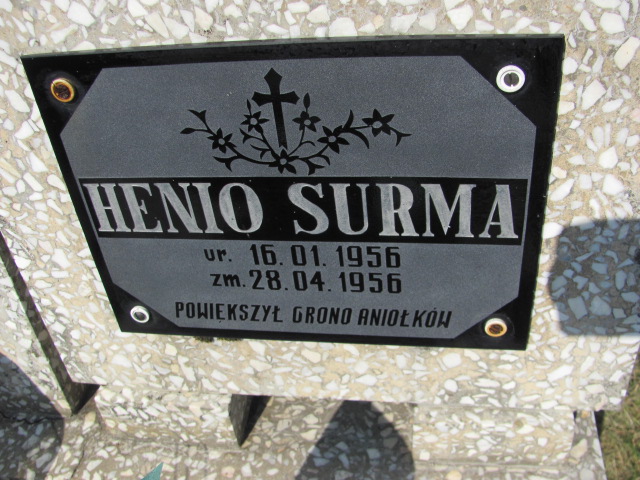 HENIO SURMA
ur. 16.01.1956
zm. 28.04.1956
POWIĘKSZYŁ GRONO ANIOŁKÓW